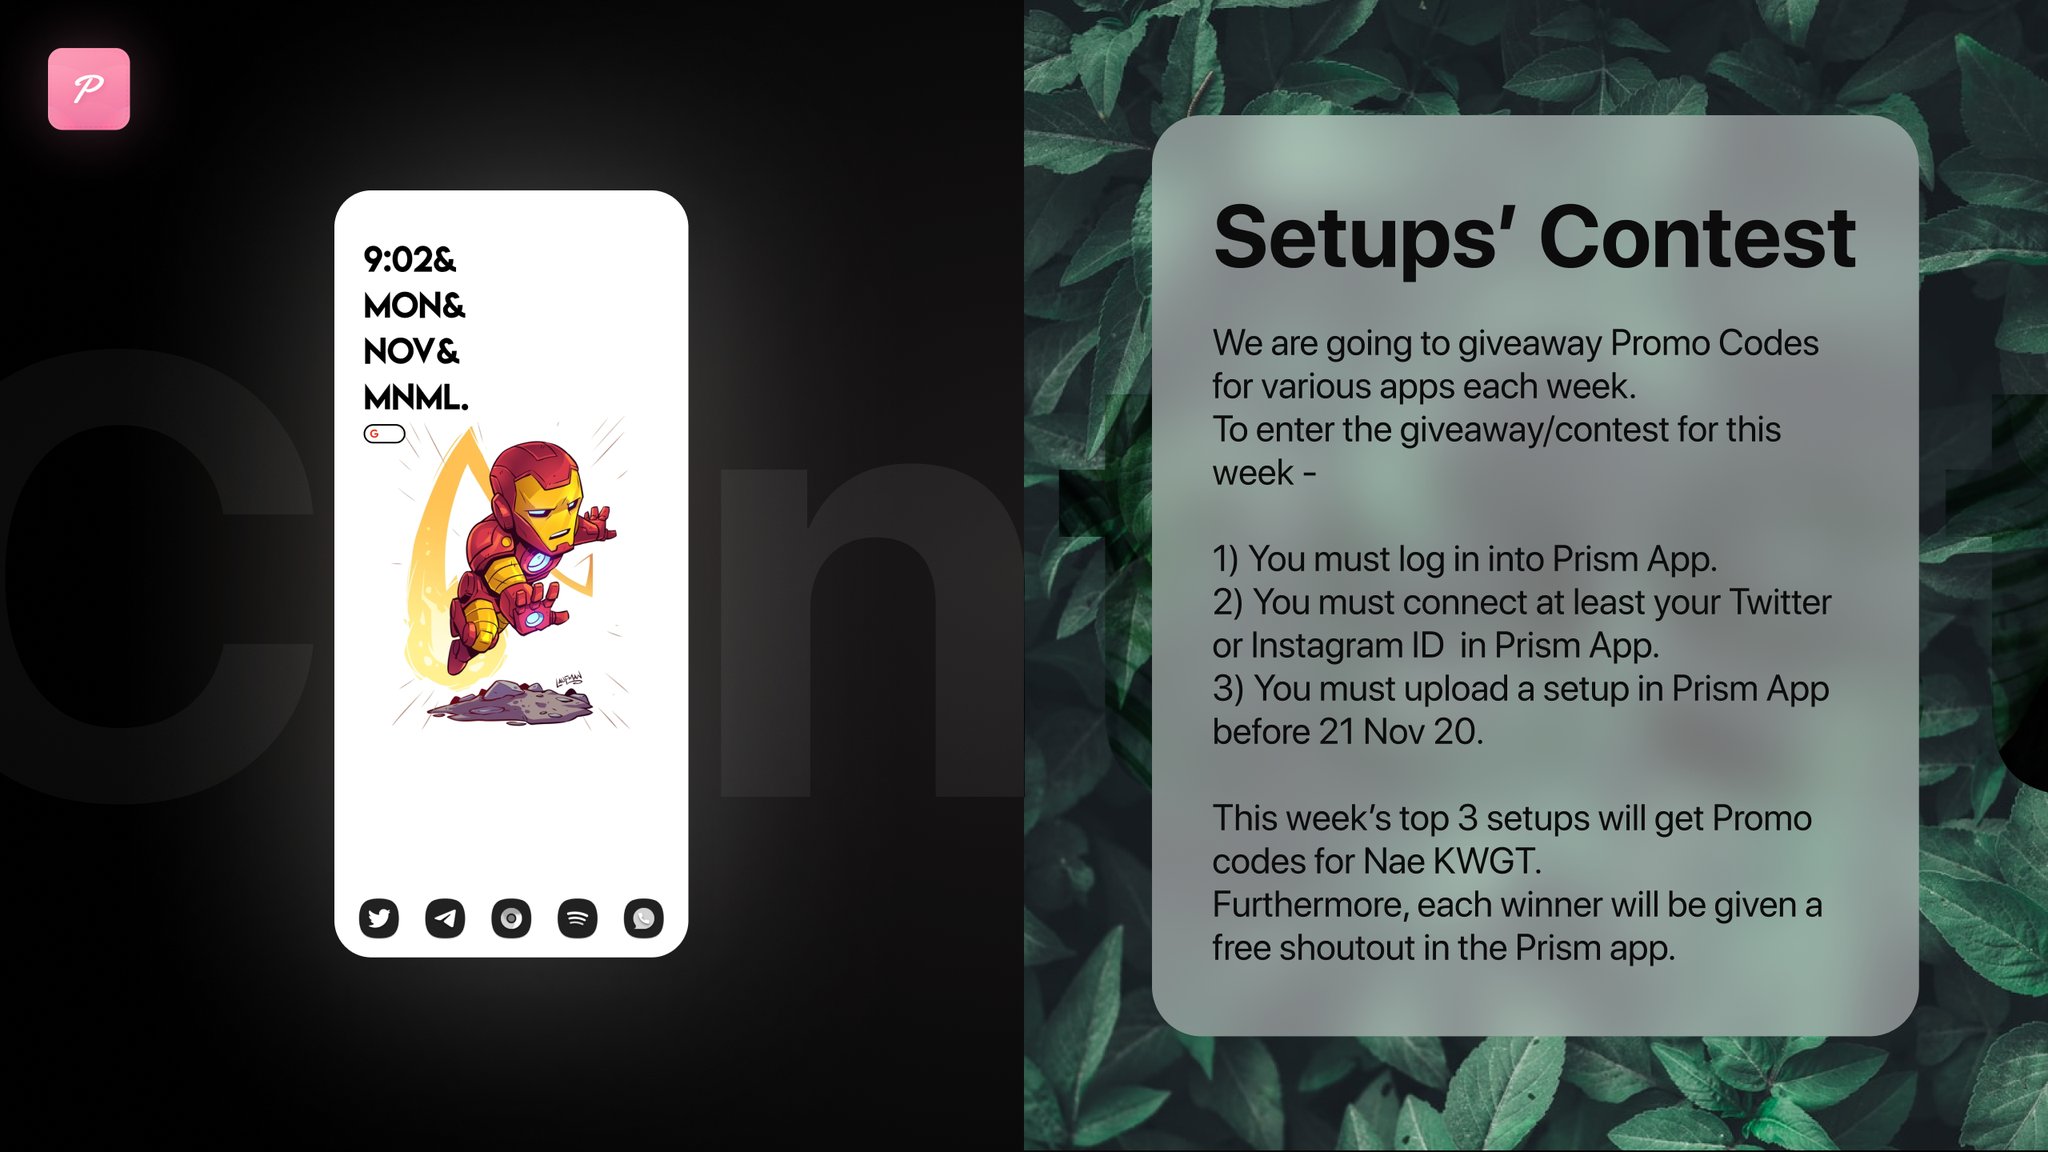 P
9:02&
MON&
NOV&
MNML.
G
LAUFMAN
Con
t
Setups’ Contest
We are going to giveaway Promo Codes
for various apps each week.
To enter the giveaway/contest for this
week -
1) You must log in into Prism App.
2) You must connect at least your Twitter
or Instagram ID  in Prism App.
3) You must upload a setup in Prism App
before 21 Nov 20.
This week’s top 3 setups will get Promo
codes for Nae KWGT.
Furthermore, each winner will be given a
free shoutout in the Prism app.